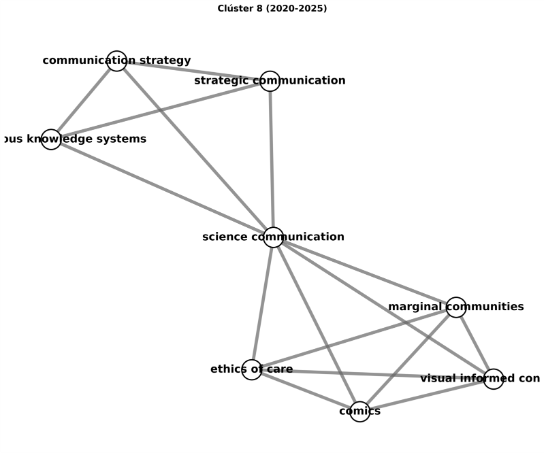 Clúster 8 (2020-2025)
communication strategy
strategic communication
ous knowledge systems
science communication
marginal communities
ethics of care
visual informed con
comics